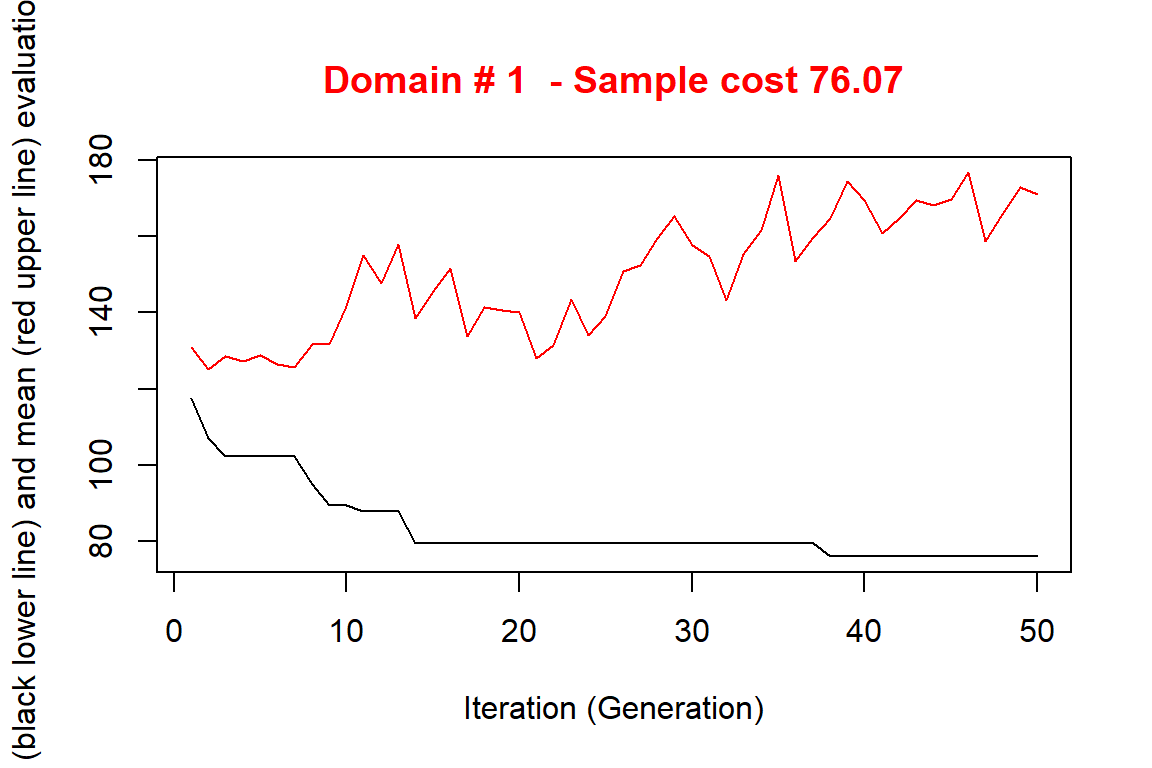 Domain # 1  - Sample cost 76.07
(black lower line) and mean (red upper line) evaluatio
180
140
100
80
0 10 20 30 40 50
Iteration (Generation)